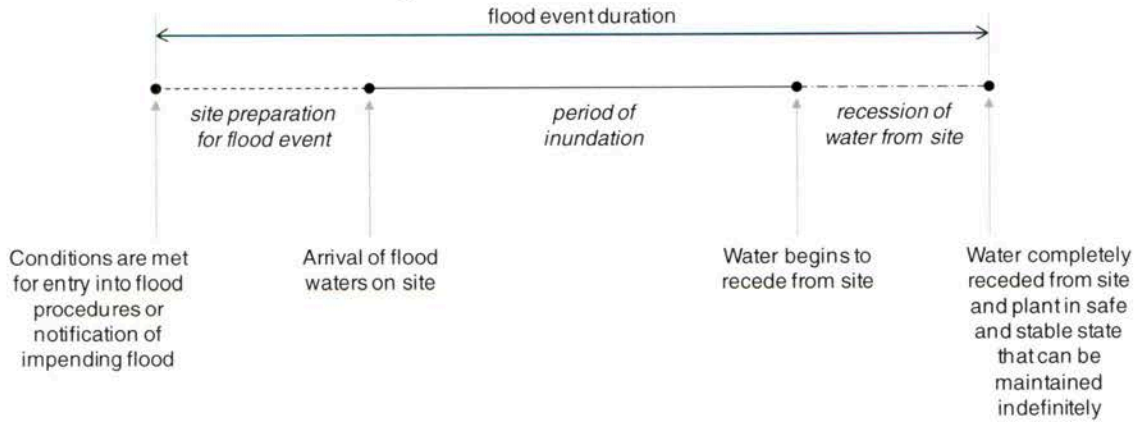 flood event duration
site preparation
for flood event
period of
inundation
recession of
water from site
Conditions are met
for entry into flood
procedures or
notification of
impending flood
Arrival of flood
waters on site
Water begins to
recede from site
Water completely
receded from site
and plant in safe
and stable state
that can be
maintained
indefinitely